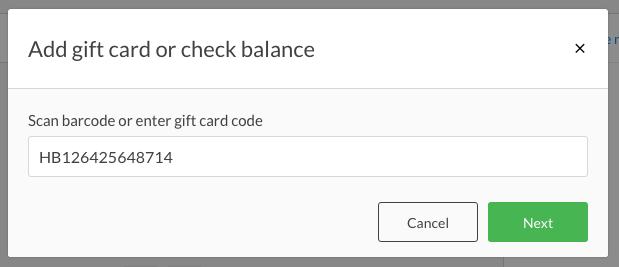 Add gift card or check balance
×
Scan barcode or enter gift card code
HB126425648714
Cancel
Next